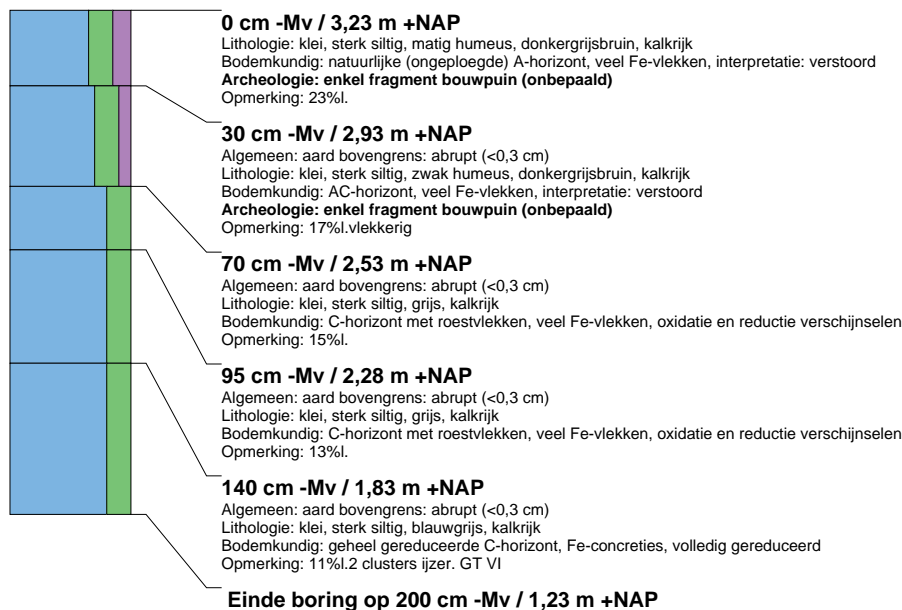 0 cm -Mv / 3,23 m +NAP
Lithologie: klei, sterk siltig, matig humeus, donkergrijsbruin, kalkrijk
Bodemkundig: natuurlijke (ongeploegde) A-horizont, veel Fe-vlekken, interpretatie: verstoord
Archeologie: enkel fragment bouwpuin (onbepaald)
Opmerking: 23%l.
30 cm -Mv / 2,93 m +NAP
Algemeen: aard bovengrens: abrupt (<0,3 cm)
Lithologie: klei, sterk siltig, zwak humeus, donkergrijsbruin, kalkrijk
Bodemkundig: AC-horizont, veel Fe-vlekken, interpretatie: verstoord
Archeologie: enkel fragment bouwpuin (onbepaald)
Opmerking: 17%l.vlekkerig
70 cm -Mv / 2,53 m +NAP
Algemeen: aard bovengrens: abrupt (<0,3 cm)
Lithologie: klei, sterk siltig, grijs, kalkrijk
Bodemkundig: C-horizont met roestvlekken, veel Fe-vlekken, oxidatie en reductie verschijnselen
Opmerking: 15%l.
95 cm -Mv / 2,28 m +NAP
Algemeen: aard bovengrens: abrupt (<0,3 cm)
Lithologie: klei, sterk siltig, grijs, kalkrijk
Bodemkundig: C-horizont met roestvlekken, veel Fe-vlekken, oxidatie en reductie verschijnselen
Opmerking: 13%l.
140 cm -Mv / 1,83 m +NAP
Algemeen: aard bovengrens: abrupt (<0,3 cm)
Lithologie: klei, sterk siltig, blauwgrijs, kalkrijk
Bodemkundig: geheel gereduceerde C-horizont, Fe-concreties, volledig gereduceerd
Opmerking: 11%l.2 clusters ijzer. GT VI
Einde boring op 200 cm -Mv / 1,23 m +NAP